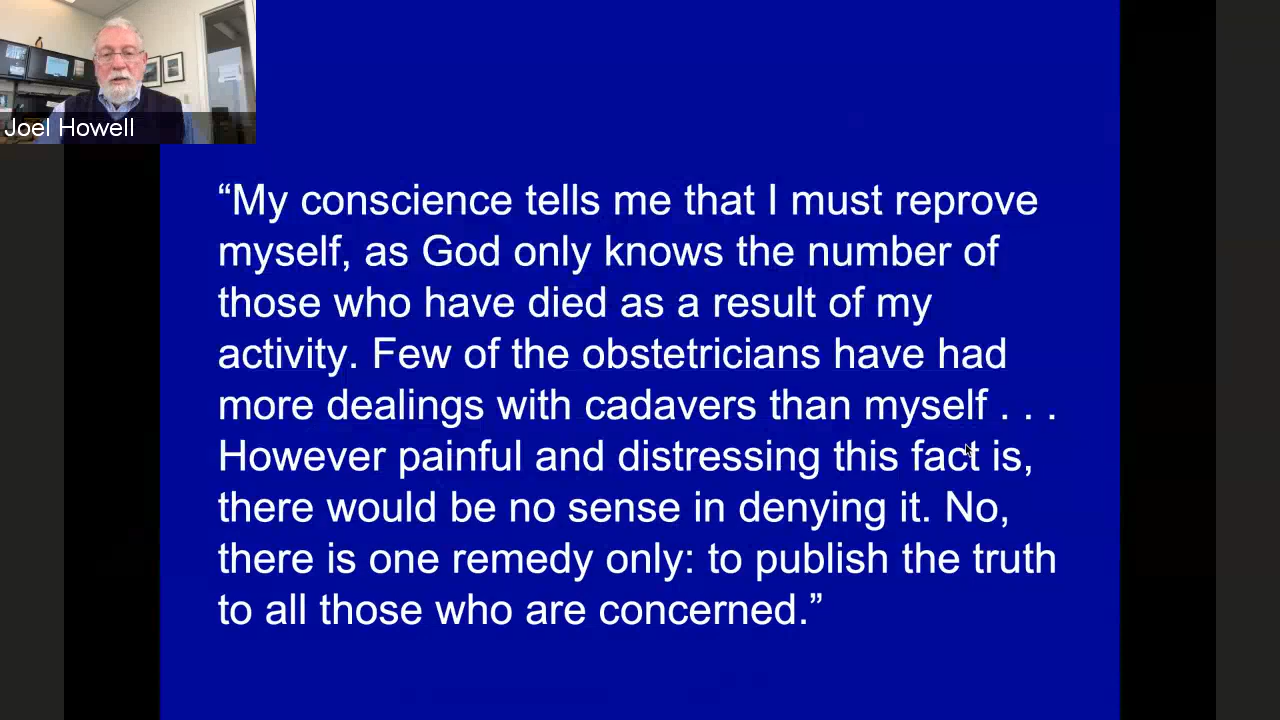 Joel Howell
“My conscience tells me that I must reprove
myself, as God only knows the number of
those who have died as a result of my
activity. Few of the obstetricians have had
more dealings with cadavers than myself . . .
However painful and distressing this fact is,
there would be no sense in denying it. No,
there is one remedy only: to publish the truth
to all those who are concerned.”